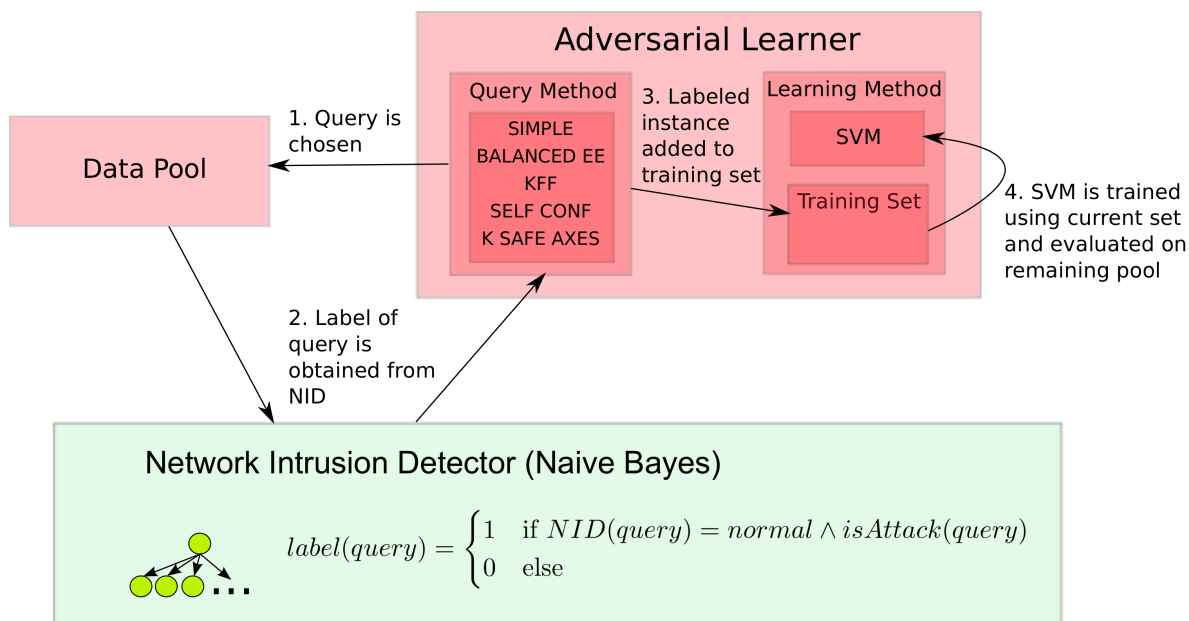 Adversarial Learner
Query Method
SIMPLE
BALANCED EE
KFF
SELF CONF
K SAFE AXES
3. Labeled
instance
added to
training set
Learning Method
SVM
Training Set
1. Query is
chosen
Data Pool
4. SVM is trained
using current set
and evaluated on
remaining pool
2. Label of
query is
obtained from
NID
Network Intrusion Detector (Naive Bayes)
label(query) = {
1 if NID(query) = normal ∧ isAttack(query)
0 else
...